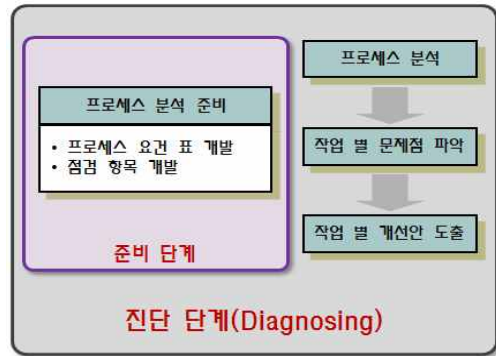 프로세스 분석 준비
• 프로세스 요건 표 개발
• 점검 항목 개발
준비 단계
프로세스 분석
작업 별 문제점 파악
작업 별 개선안 도출
진단 단계(Diagnosing)